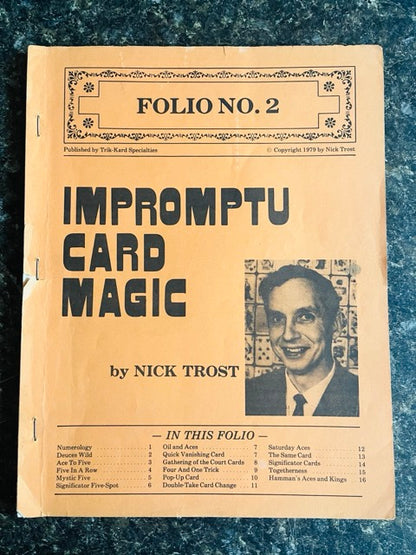 FOLIO NO. 2
Published by Trik-Kard Specialties © Copyright 1979 by Nick Trost
IMPROMPTU
CARD
MAGIC
by NICK TROST
— IN THIS FOLIO —
Numerology 1
Deuces Wild 2
Ace To Five 3
Five In A Row 4
Mystic Five 5
Significator Five-Spot 6
Oil and Aces 7
Quick Vanishing Card 7
Gathering of the Court Cards 8
Four And One Trick 9
Pop-Up Card 10
Double-Take Card Change 11
Saturday Aces 12
The Same Card 13
Significator Cards 14
Togetherness 15
Hamman's Aces and Kings 16